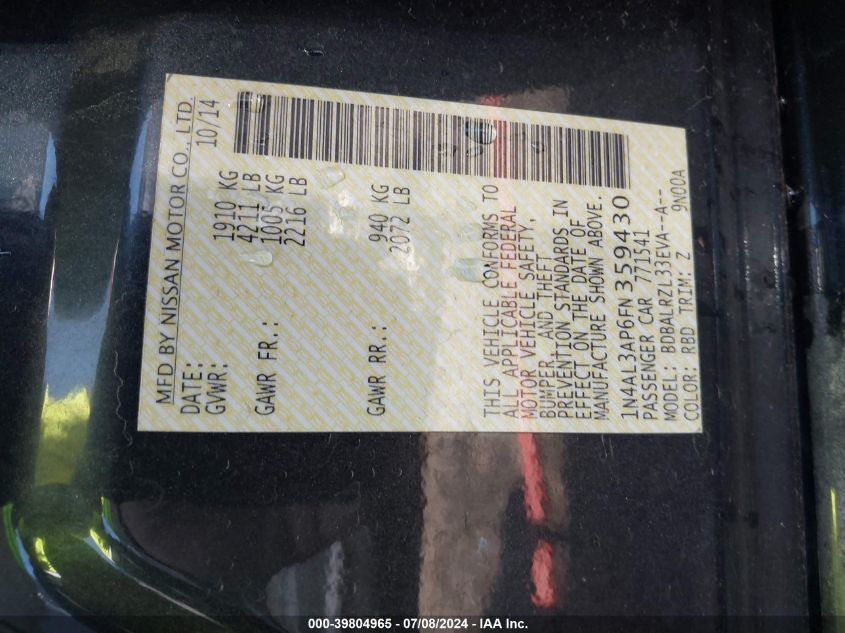 MFD BY NISSAN MOTOR CO., LTD.
DATE: 10/14
GVWR: 1910 KG
4211 LB
GAWR FR.: 1005 KG
2216 LB
GAWR RR.: 940 KG
2072 LB
THIS VEHICLE CONFORMS TO
ALL APPLICABLE FEDERAL
MOTOR VEHICLE SAFETY,
BUMPER, AND THEFT
PREVENTION STANDARDS IN
EFFECT ON THE DATE OF
MANUFACTURE SHOWN ABOVE.
1N4AL3AP6FN359430
PASSENGER CAR 771541
MODEL: BDBALRZL33EVA--A--
COLOR: RBD TRIM: Z 9N00A
000-39804965 - 07/08/2024 - IAA Inc.